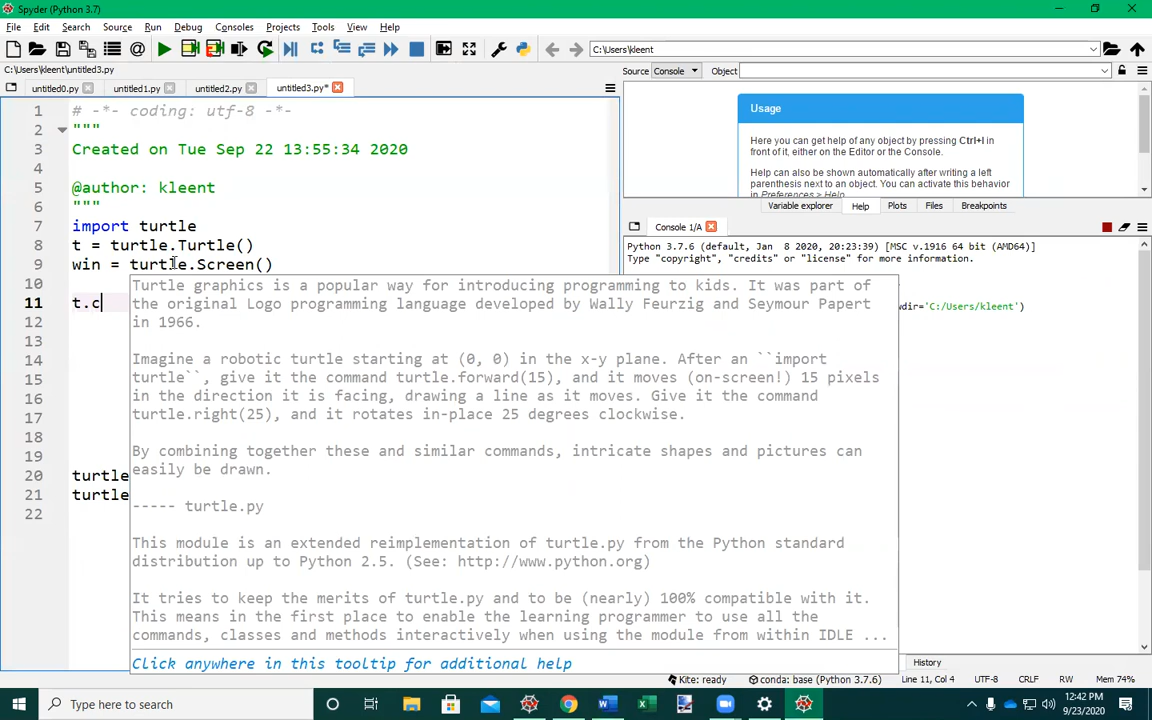 Spyder (Python 3.7)
File Edit Search Source Run Debug Consoles Projects Tools View Help
C:\Users\kleent
C:\Users\kleent\untitled3.py
Source Console Object
untitled0.py untitled1.py untitled2.py untitled3.py*
1 # -*- coding: utf-8 -*-
2 """
3 Created on Tue Sep 22 13:55:34 2020
4
5 @author: kleent
6 """
7 import turtle
8 t = turtle.Turtle()
9 win = turtle.Screen()
10
11 t.c
12
13
14
15
16
17
18
19
20 turtle
21 turtle
22
Turtle graphics is a popular way for introducing programming to kids. It was part of
the original Logo programming language developed by Wally Feurzig and Seymour Papert
in 1966.
Imagine a robotic turtle starting at (0, 0) in the x-y plane. After an ``import
turtle``, give it the command turtle.forward(15), and it moves (on-screen!) 15 pixels
in the direction it is facing, drawing a line as it moves. Give it the command
turtle.right(25), and it rotates in-place 25 degrees clockwise.
By combining together these and similar commands, intricate shapes and pictures can
easily be drawn.
----- turtle.py
This module is an extended reimplementation of turtle.py from the Python standard
distribution up to Python 2.5. (See: http://www.python.org)
It tries to keep the merits of turtle.py and to be (nearly) 100% compatible with it.
This means in the first place to enable the learning programmer to use all the
commands, classes and methods interactively when using the module from within IDLE ...
Click anywhere in this tooltip for additional help
Usage
Here you can get help of any object by pressing Ctrl+I in
front of it, either on the Editor or the Console.
Help can also be shown automatically after writing a left
parenthesis next to an object. You can activate this behavior
in Preferences > Help.
Variable explorer Help Plots Files Breakpoints
Console 1/A
Python 3.7.6 (default, Jan 8 2020, 20:23:39) [MSC v.1916 64 bit (AMD64)]
Type "copyright", "credits" or "license" for more information.
dir='C:/Users/kleent')
History
Kite: ready conda: base (Python 3.7.6) Line 11, Col 4 UTF-8 CRLF RW Mem 74%
Type here to search
12:42 PM
9/23/2020